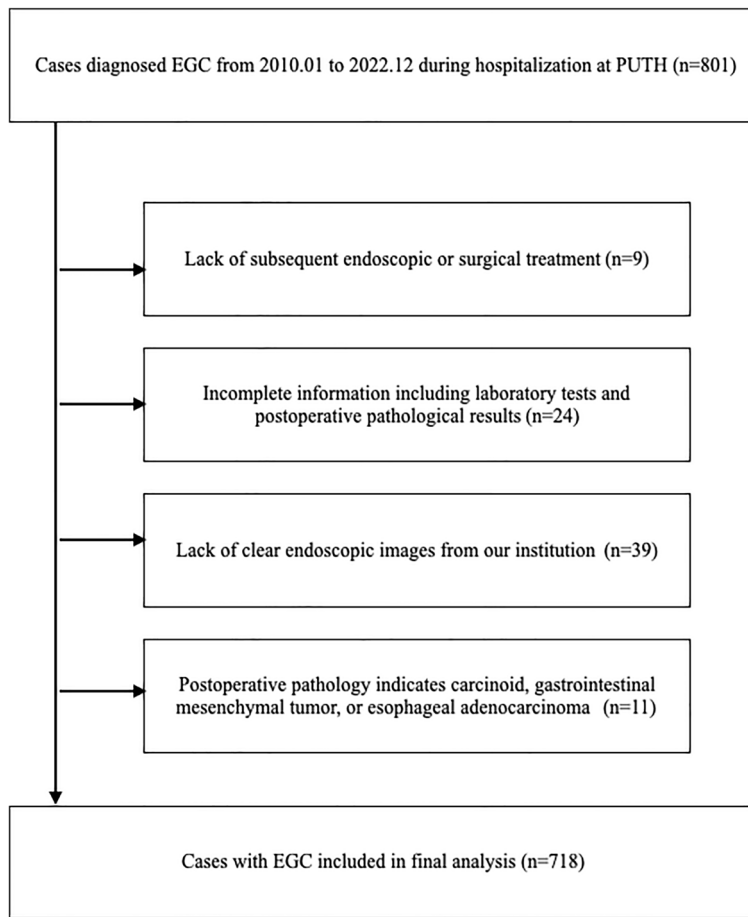 Cases diagnosed EGC from 2010.01 to 2022.12 during hospitalization at PUTH (n=801)
Lack of subsequent endoscopic or surgical treatment (n=9)
Incomplete information including laboratory tests and
postoperative pathological results (n=24)
Lack of clear endoscopic images from our institution (n=39)
Postoperative pathology indicates carcinoid, gastrointestinal
mesenchymal tumor, or esophageal adenocarcinoma (n=11)
Cases with EGC included in final analysis (n=718)